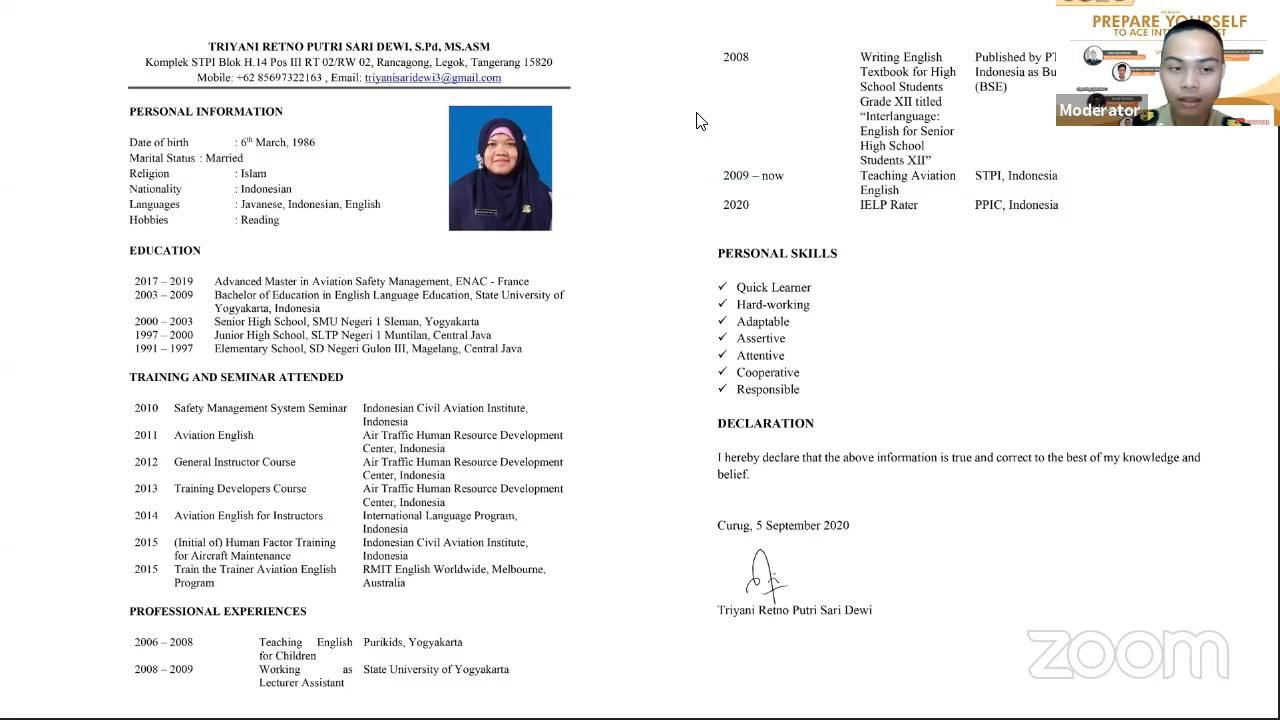 TRIYANI RETNO PUTRI SARI DEWI, S.Pd, MS.ASM
Komplek STPI Blok H.14 Pos III RT 02/RW 02, Rancagong, Legok, Tangerang 15820
Mobile: +62 85697322163 , Email: triyanisaridewi3@gmail.com
PERSONAL INFORMATION
Date of birth : 6th March, 1986
Marital Status : Married
Religion : Islam
Nationality : Indonesian
Languages : Javanese, Indonesian, English
Hobbies : Reading
EDUCATION
2017 – 2019 Advanced Master in Aviation Safety Management, ENAC - France
2003 – 2009 Bachelor of Education in English Language Education, State University of
Yogyakarta, Indonesia
2000 – 2003 Senior High School, SMU Negeri 1 Sleman, Yogyakarta
1997 – 2000 Junior High School, SLTP Negeri 1 Muntilan, Central Java
1991 – 1997 Elementary School, SD Negeri Gulon III, Magelang, Central Java
TRAINING AND SEMINAR ATTENDED
2010 Safety Management System Seminar Indonesian Civil Aviation Institute,
Indonesia
2011 Aviation English Air Traffic Human Resource Development
Center, Indonesia
2012 General Instructor Course Air Traffic Human Resource Development
Center, Indonesia
2013 Training Developers Course Air Traffic Human Resource Development
Center, Indonesia
2014 Aviation English for Instructors International Language Program,
Indonesia
2015 (Initial of) Human Factor Training Indonesian Civil Aviation Institute,
for Aircraft Maintenance Indonesia
2015 Train the Trainer Aviation English RMIT English Worldwide, Melbourne,
Program Australia
PROFESSIONAL EXPERIENCES
2006 – 2008 Teaching English Purikids, Yogyakarta
for Children
2008 – 2009 Working as State University of Yogyakarta
Lecturer Assistant
2008 Writing English Published by PT
Textbook for High Indonesia as Bu
School Students (BSE)
Grade XII titled
“Interlanguage:
English for Senior
High School
Students XII”
2009 – now Teaching Aviation STPI, Indonesia
English
2020 IELP Rater PPIC, Indonesia
PERSONAL SKILLS
✓ Quick Learner
✓ Hard-working
✓ Adaptable
✓ Assertive
✓ Attentive
✓ Cooperative
✓ Responsible
DECLARATION
I hereby declare that the above information is true and correct to the best of my knowledge and
belief.
Curug, 5 September 2020
Triyani Retno Putri Sari Dewi
WEBINAR
PREPARE YOURSELF
TO ACE INTER
Moderator
zoom